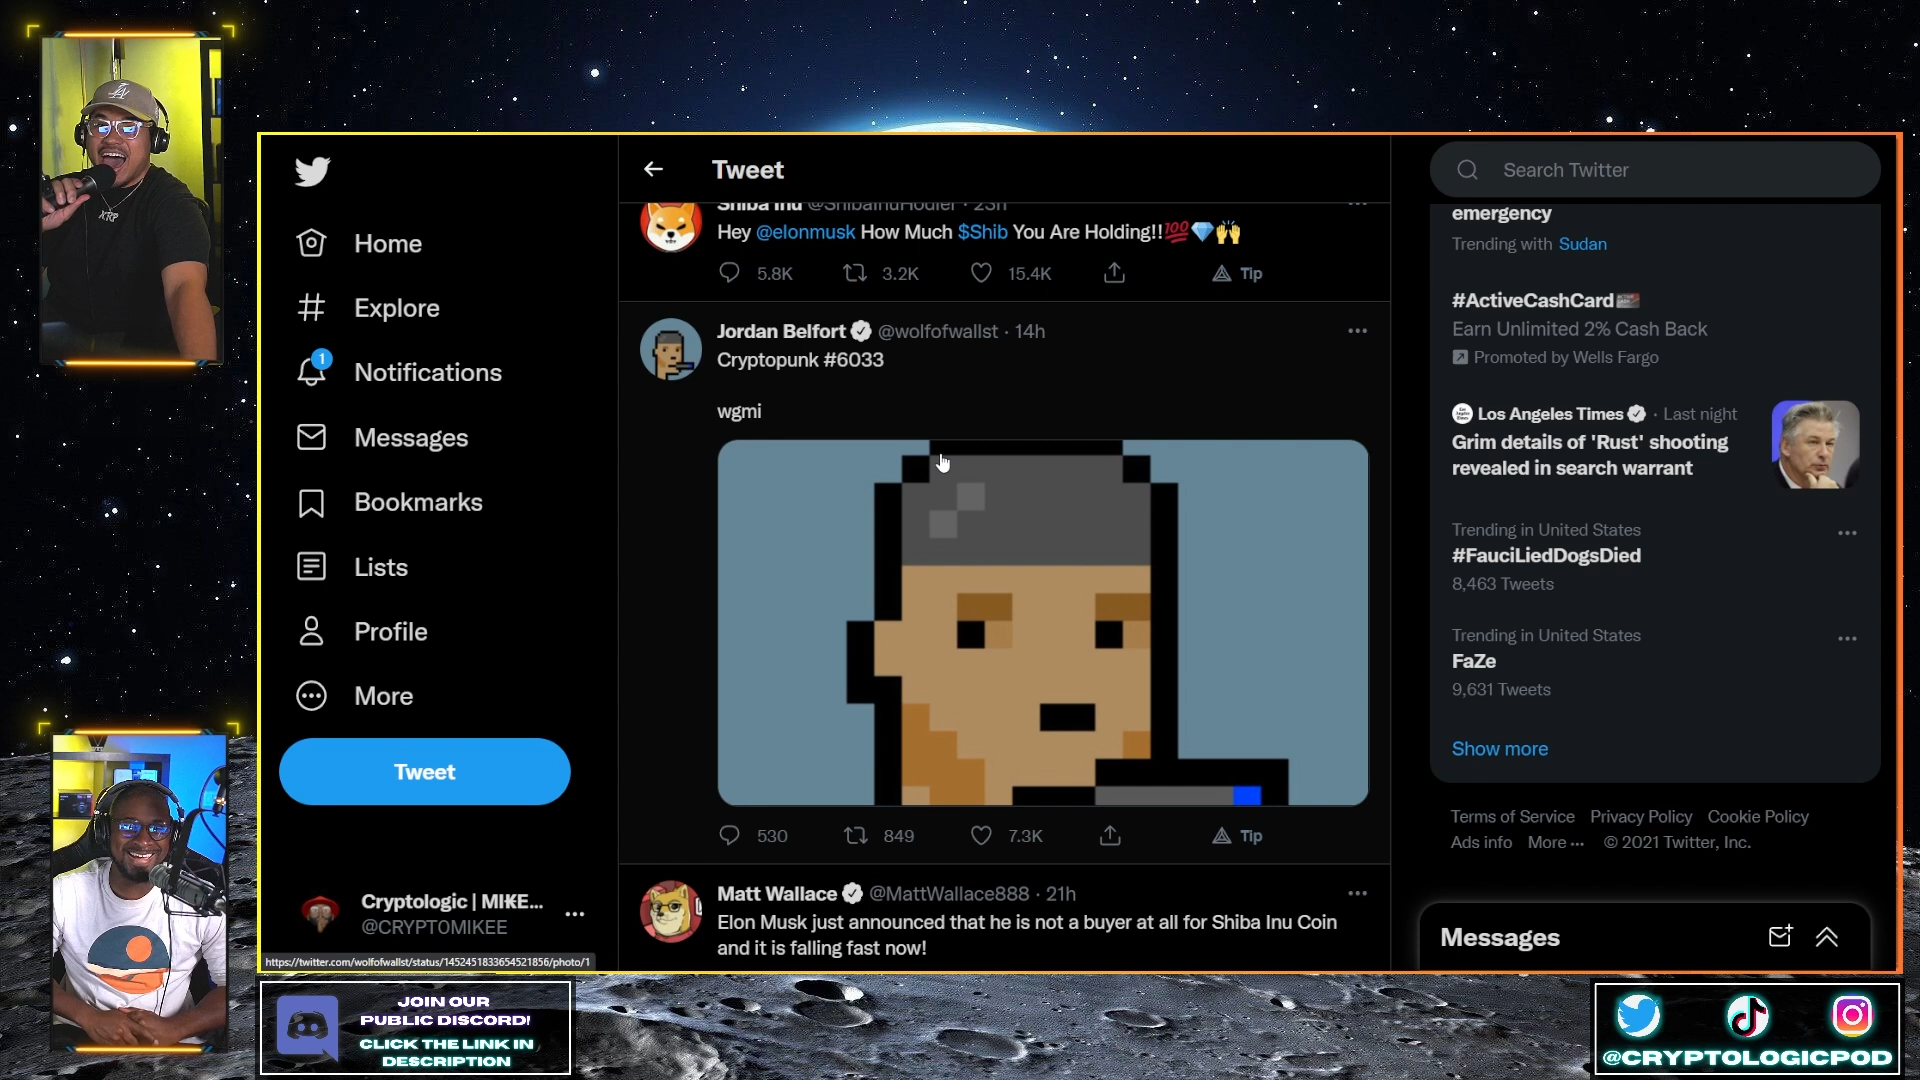 LA
XRP
Home
Explore
1
Notifications
Messages
Bookmarks
Lists
Profile
More
Tweet
Cryptologic | MIKE...
@CRYPTOMIKEE
https://twitter.com/wolfofwallst/status/1452451833654521856/photo/1
Tweet
Shiba Inu @ShibaInuHodler · 23h
Hey @elonmusk How Much $Shib You Are Holding!!💯💎🙌
5.8K 3.2K 15.4K Tip
Jordan Belfort @wolfofwallst · 14h
Cryptopunk #6033
wgmi
530 849 7.3K Tip
Matt Wallace @MattWallace888 · 21h
Elon Musk just announced that he is not a buyer at all for Shiba Inu Coin
and it is falling fast now!
Search Twitter
emergency
Trending with Sudan
#ActiveCashCard
Earn Unlimited 2% Cash Back
Promoted by Wells Fargo
Los Angeles Times · Last night
Grim details of 'Rust' shooting
revealed in search warrant
Trending in United States
#FauciLiedDogsDied
8,463 Tweets
Trending in United States
FaZe
9,631 Tweets
Show more
Terms of Service Privacy Policy Cookie Policy
Ads info More ··· © 2021 Twitter, Inc.
Messages
JOIN OUR
PUBLIC DISCORD!
CLICK THE LINK IN
DESCRIPTION
@CRYPTOLOGICPOD